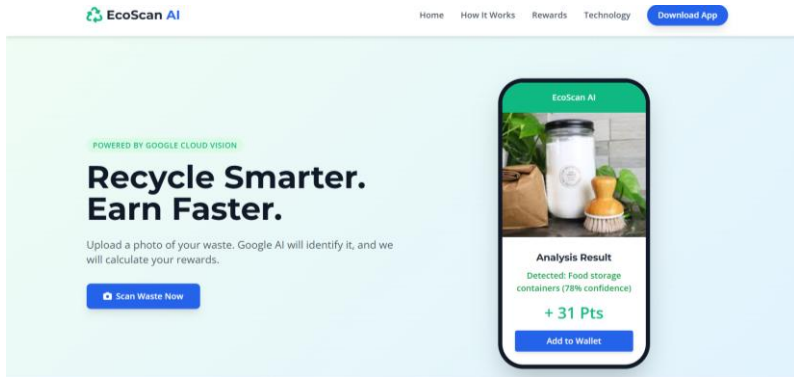 EcoScan AI
Home How It Works Rewards Technology Download App
POWERED BY GOOGLE CLOUD VISION
Recycle Smarter.
Earn Faster.
Upload a photo of your waste. Google AI will identify it, and we
will calculate your rewards.
Scan Waste Now
EcoScan AI
Analysis Result
Detected: Food storage
containers (78% confidence)
+ 31 Pts
Add to Wallet